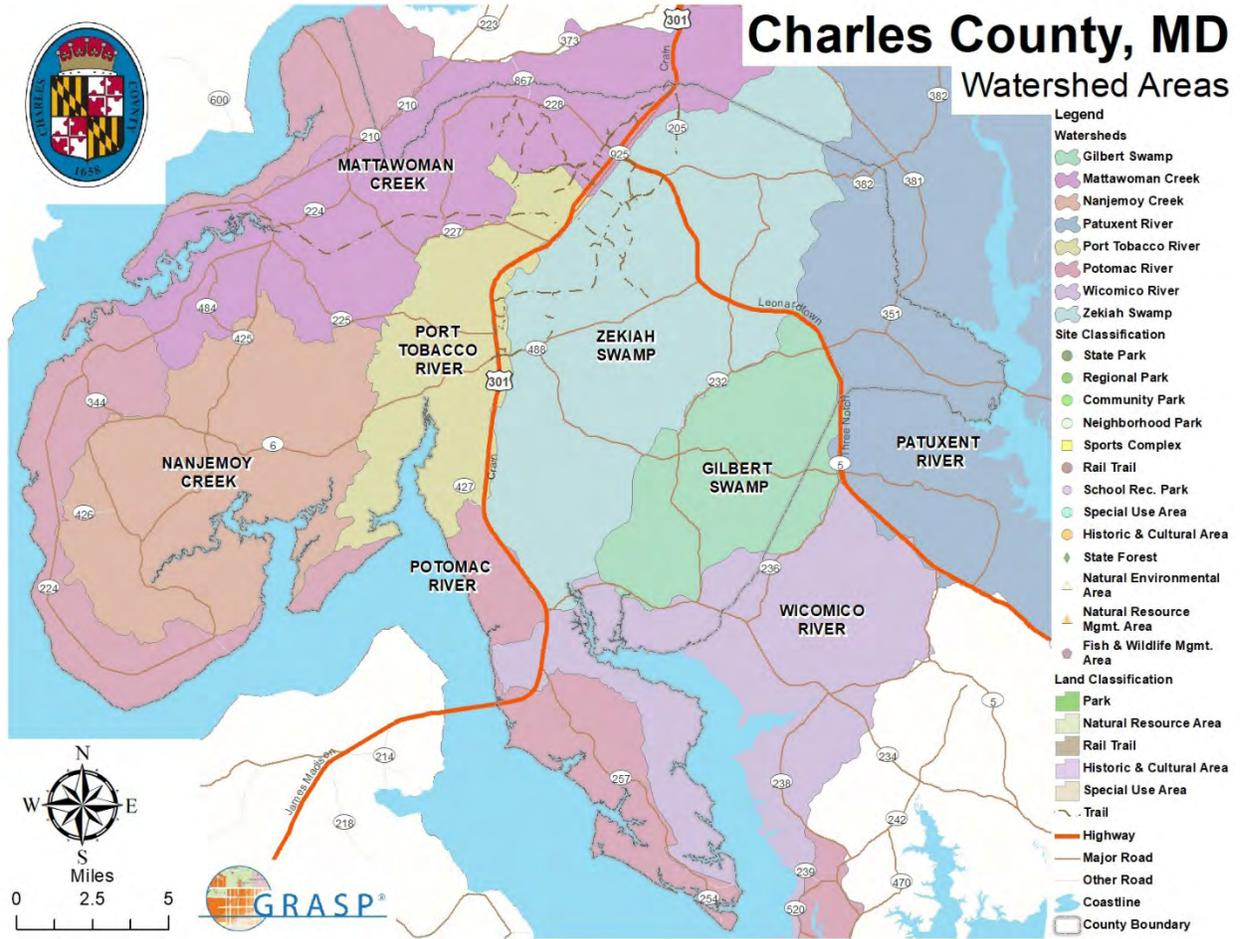 Charles County, MD
Watershed Areas
CHARLES COUNTY
1658
Legend
Watersheds
Gilbert Swamp
Mattawoman Creek
Nanjemoy Creek
Patuxent River
Port Tobacco River
Potomac River
Wicomico River
Zekiah Swamp
Site Classification
State Park
Regional Park
Community Park
Neighborhood Park
Sports Complex
Rail Trail
School Rec. Park
Special Use Area
Historic & Cultural Area
State Forest
Natural Environmental
Area
Natural Resource
Mgmt. Area
Fish & Wildlife Mgmt.
Area
Land Classification
Park
Natural Resource Area
Rail Trail
Historic & Cultural Area
Special Use Area
Trail
Highway
Major Road
Other Road
Coastline
County Boundary
301
223
373
Crain
867
600
210
228
382
205
210
925
MATTAWOMAN
CREEK
382
381
224
227
484
Leonardtown
351
225
425
PORT
TOBACCO
RIVER
ZEKIAH
SWAMP
488
301
232
344
Three Notch
6
PATUXENT
RIVER
NANJEMOY
CREEK
Crain
GILBERT
SWAMP
5
427
426
POTOMAC
RIVER
236
224
WICOMICO
RIVER
5
214
234
James Madison
257
238
218
242
239
470
254
520
N
W
E
S
Miles
0
2.5
5
GRASP®